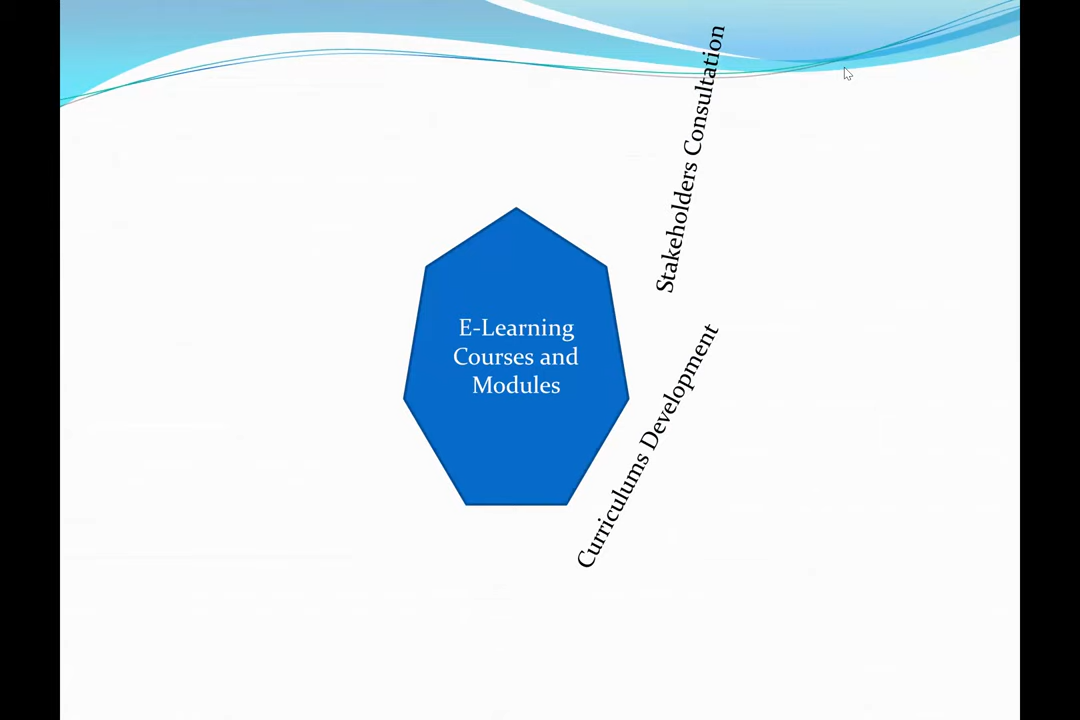 Stakeholders Consultation
E-Learning
Courses and
Modules
Curriculums Development